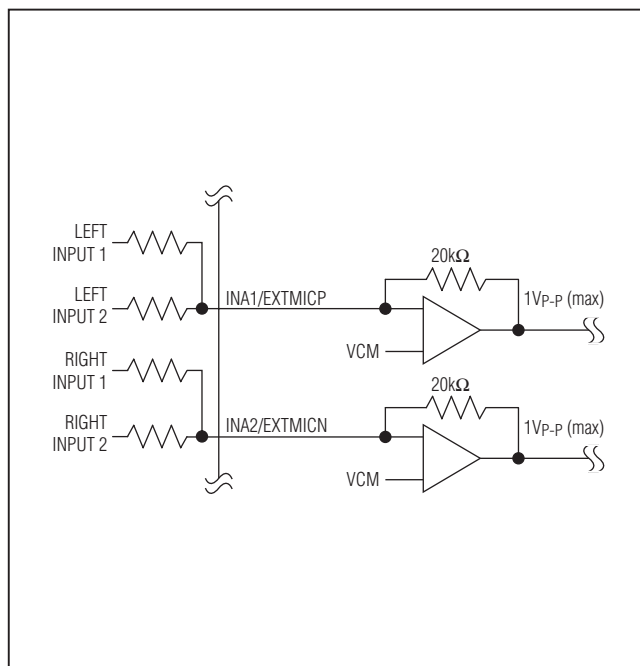 LEFT
INPUT 1
LEFT
INPUT 2
INA1/EXTMICP
20kΩ
1VP-P (max)
VCM
RIGHT
INPUT 1
RIGHT
INPUT 2
INA2/EXTMICN
20kΩ
1VP-P (max)
VCM